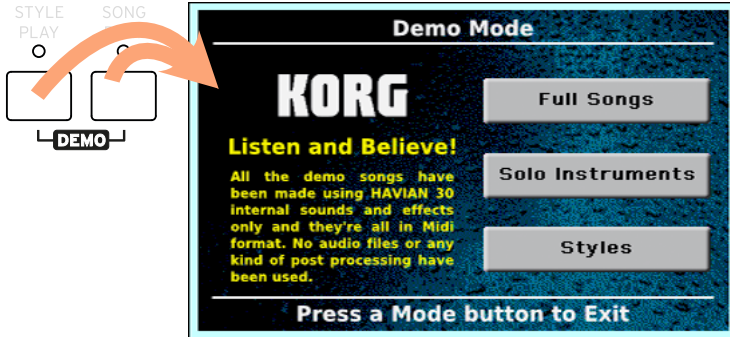 STYLE
PLAY
SONG
DEMO
Demo Mode
KORG
Listen and Believe!
All the demo songs have
been made using HAVIAN 30
internal sounds and effects
only and they're all in Midi
format. No audio files or any
kind of post processing have
been used.
Full Songs
Solo Instruments
Styles
Press a Mode button to Exit